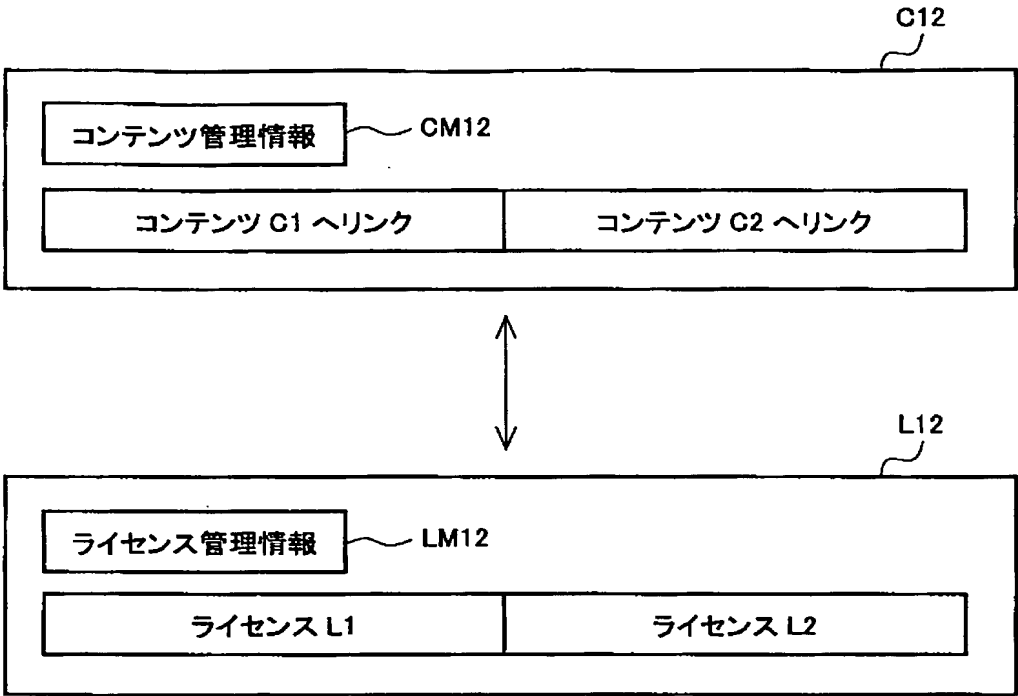 C12
コンテンツ管理情報
CM12
コンテンツ C1 へリンク
コンテンツ C2 へリンク
L12
ライセンス管理情報
LM12
ライセンス L1
ライセンス L2